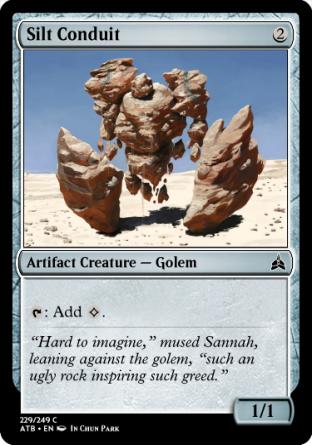 Silt Conduit 2
Artifact Creature — Golem
: Add .
“Hard to imagine,” mused Sannah,
leaning against the golem, “such an
ugly rock inspiring such greed.”
1/1
229/249 C
ATB • EN In Chun Park